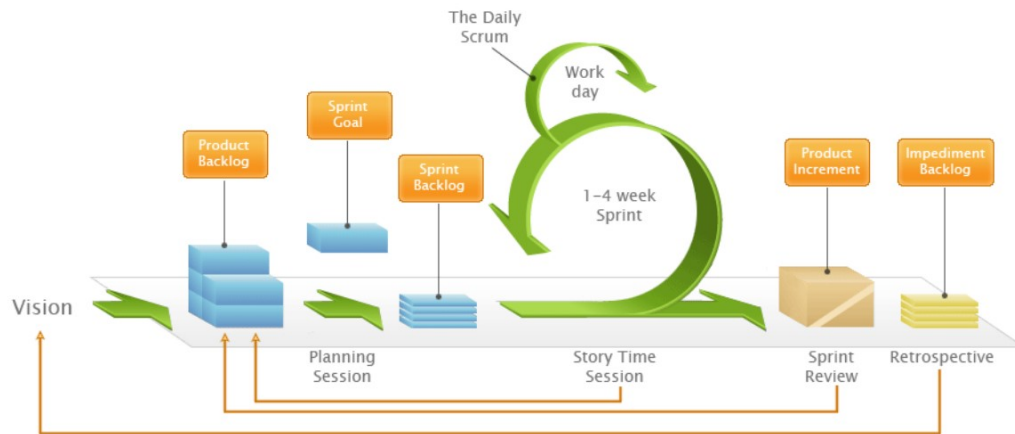 The Daily
Scrum
Work
day
Sprint
Goal
Product
Backlog
Sprint
Backlog
1-4 week
Sprint
Product
Increment
Impediment
Backlog
Vision
Planning
Session
Story Time
Session
Sprint
Review
Retrospective